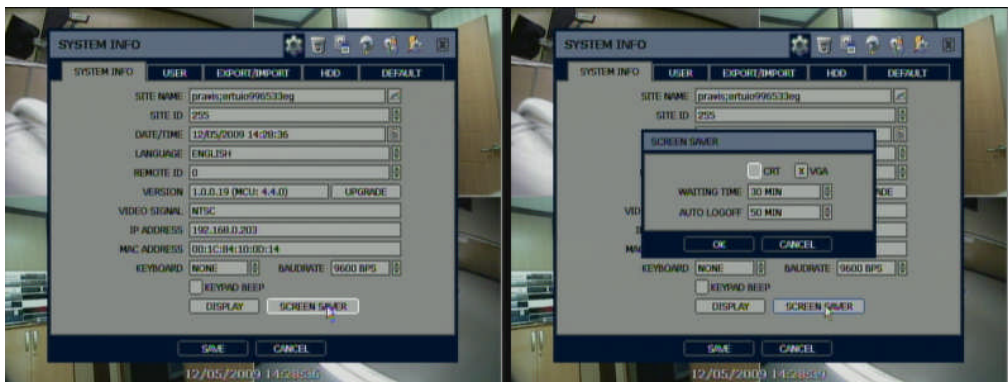 SYSTEM INFO
SYSTEM INFO USER EXPORT/IMPORT HDD DEFAULT
SITE NAME prawis;ertuio996533eg
SITE ID 255
DATE/TIME 12/05/2009 14:28:36
LANGUAGE ENGLISH
REMOTE ID 0
VERSION 1.0.0.19 (MCU: 4.4.0) UPGRADE
VIDEO SIGNAL NTSC
IP ADDRESS 192.168.0.203
MAC ADDRESS 00:1C:84:10:00:14
KEYBOARD NONE BAUDRATE 9600 BPS
KEYPAD BEEP
DISPLAY SCREEN SAVER
SAVE CANCEL
12/05/2009 14:28:36
SYSTEM INFO
SYSTEM INFO USER EXPORT/IMPORT HDD DEFAULT
SITE NAME prawis;ertuio996533eg
SITE ID 255
SCREEN SAVER
CRT X VGA
WAITING TIME 30 MIN
AUTO LOGOFF 50 MIN
OK CANCEL
VID
MA
KEYBOARD NONE BAUDRATE 9600 BPS
KEYPAD BEEP
DISPLAY SCREEN SAVER
SAVE CANCEL
12/05/2009